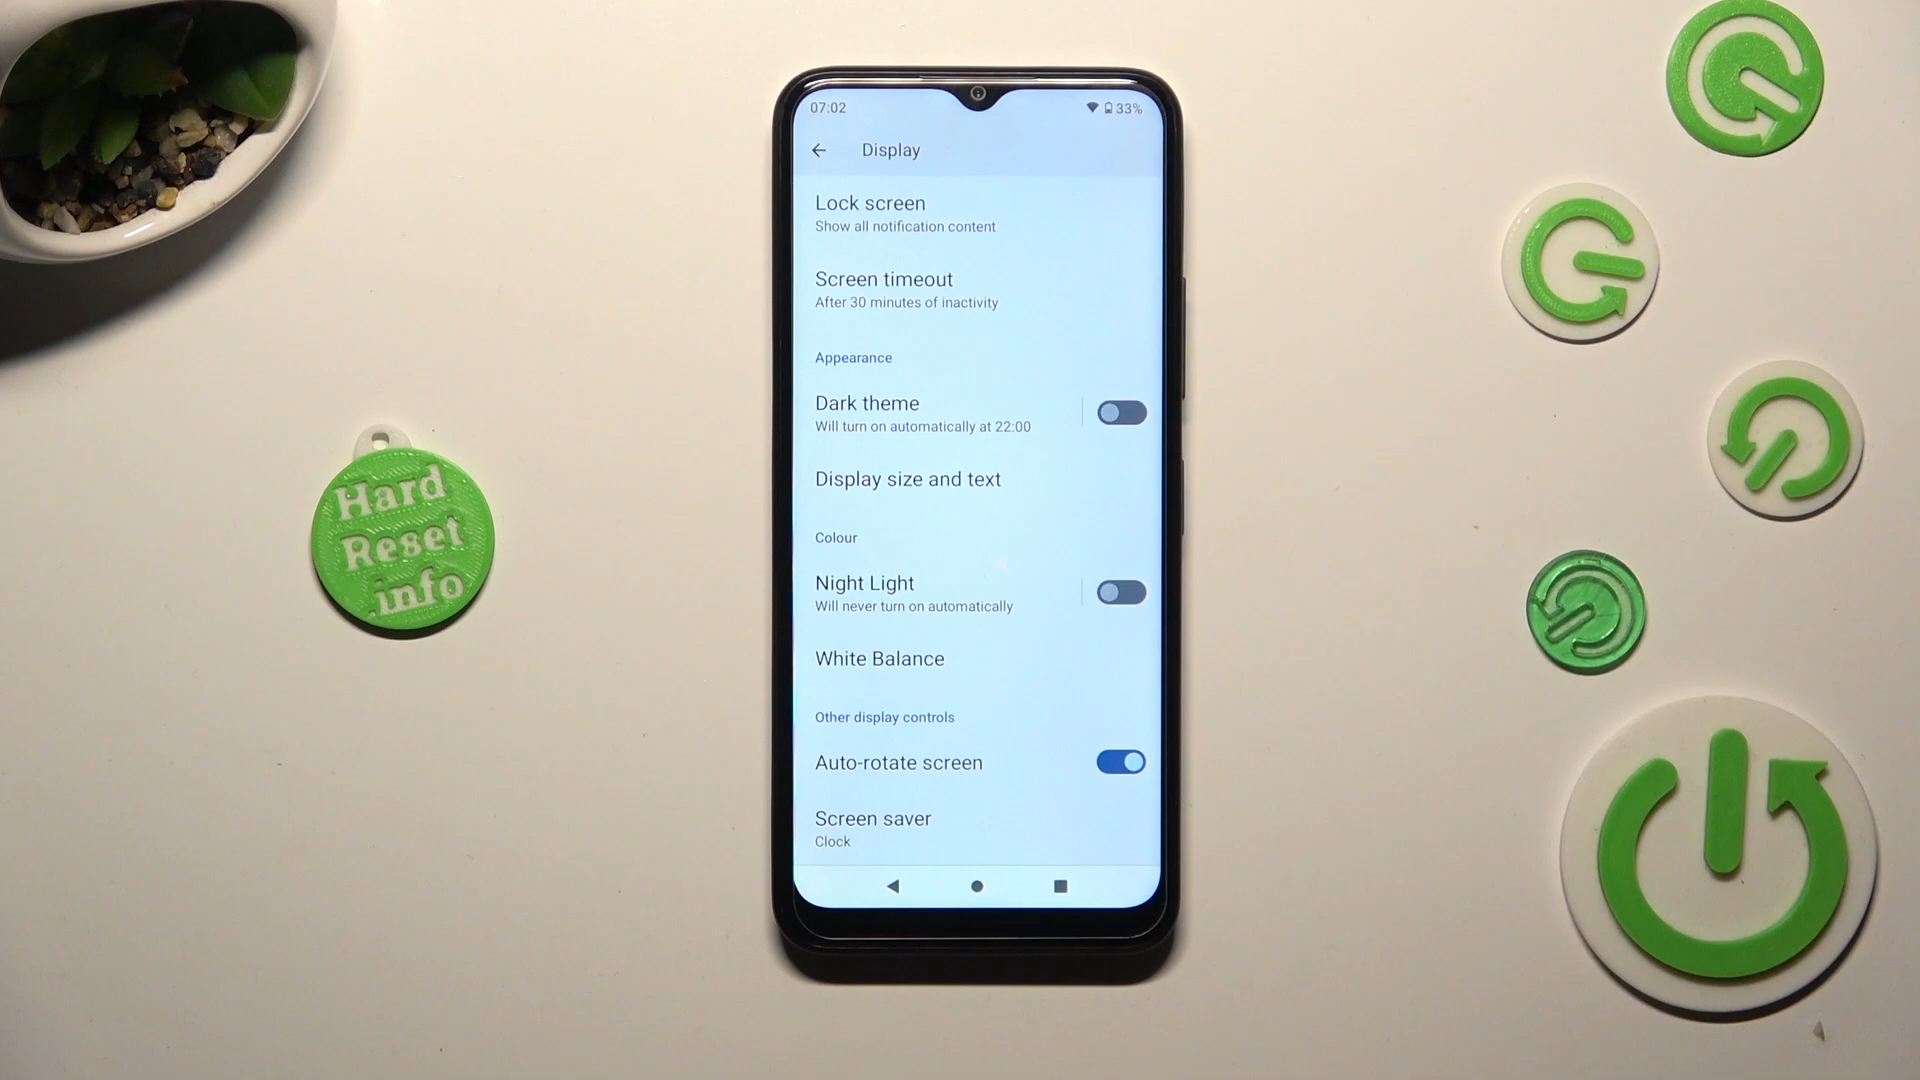 07:02
33%
Display
Lock screen
Show all notification content
Screen timeout
After 30 minutes of inactivity
Appearance
Dark theme
Will turn on automatically at 22:00
Display size and text
Colour
Night Light
Will never turn on automatically
White Balance
Other display controls
Auto-rotate screen
Screen saver
Clock
Hard
Reset
.info